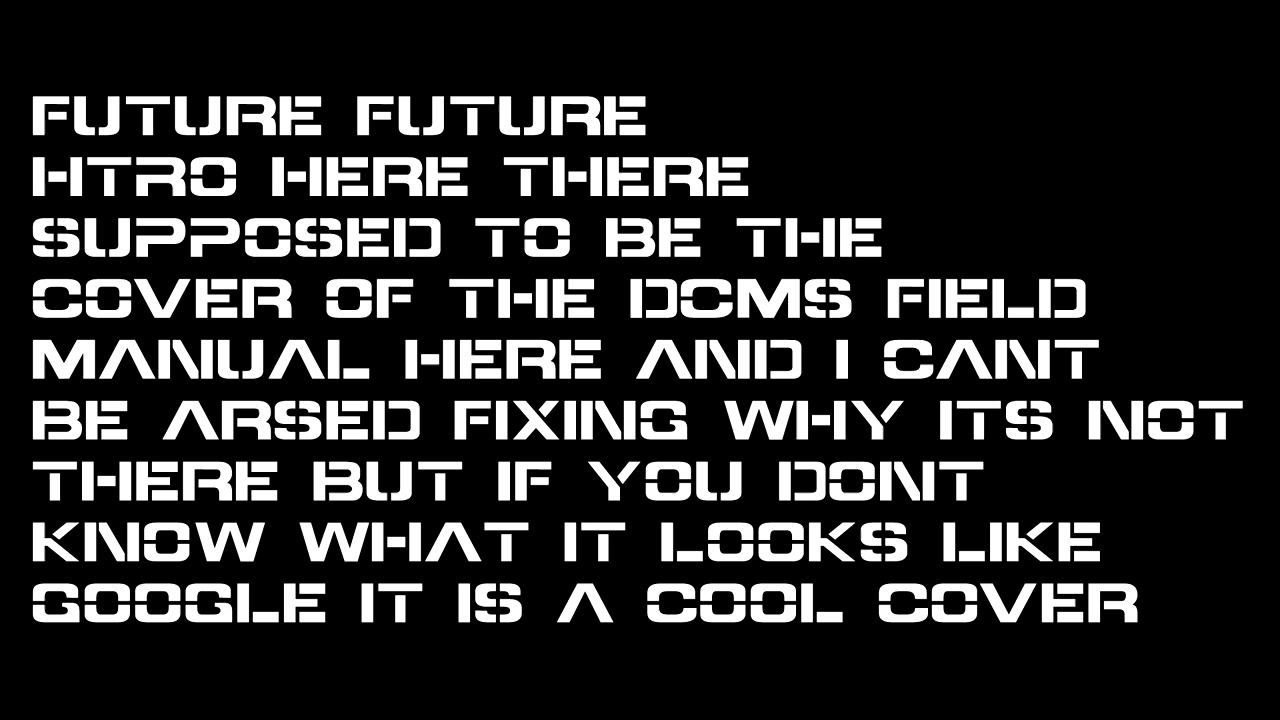 FUTURE FUTURE
HTRO HERE THERE
SUPPOSED TO BE THE
COVER OF THE DCMS FIELD
MANUAL HERE AND I CANT
BE ARSED FIXING WHY ITS NOT
THERE BUT IF YOU DONT
KNOW WHAT IT LOOKS LIKE
GOOGLE IT IS A COOL COVER